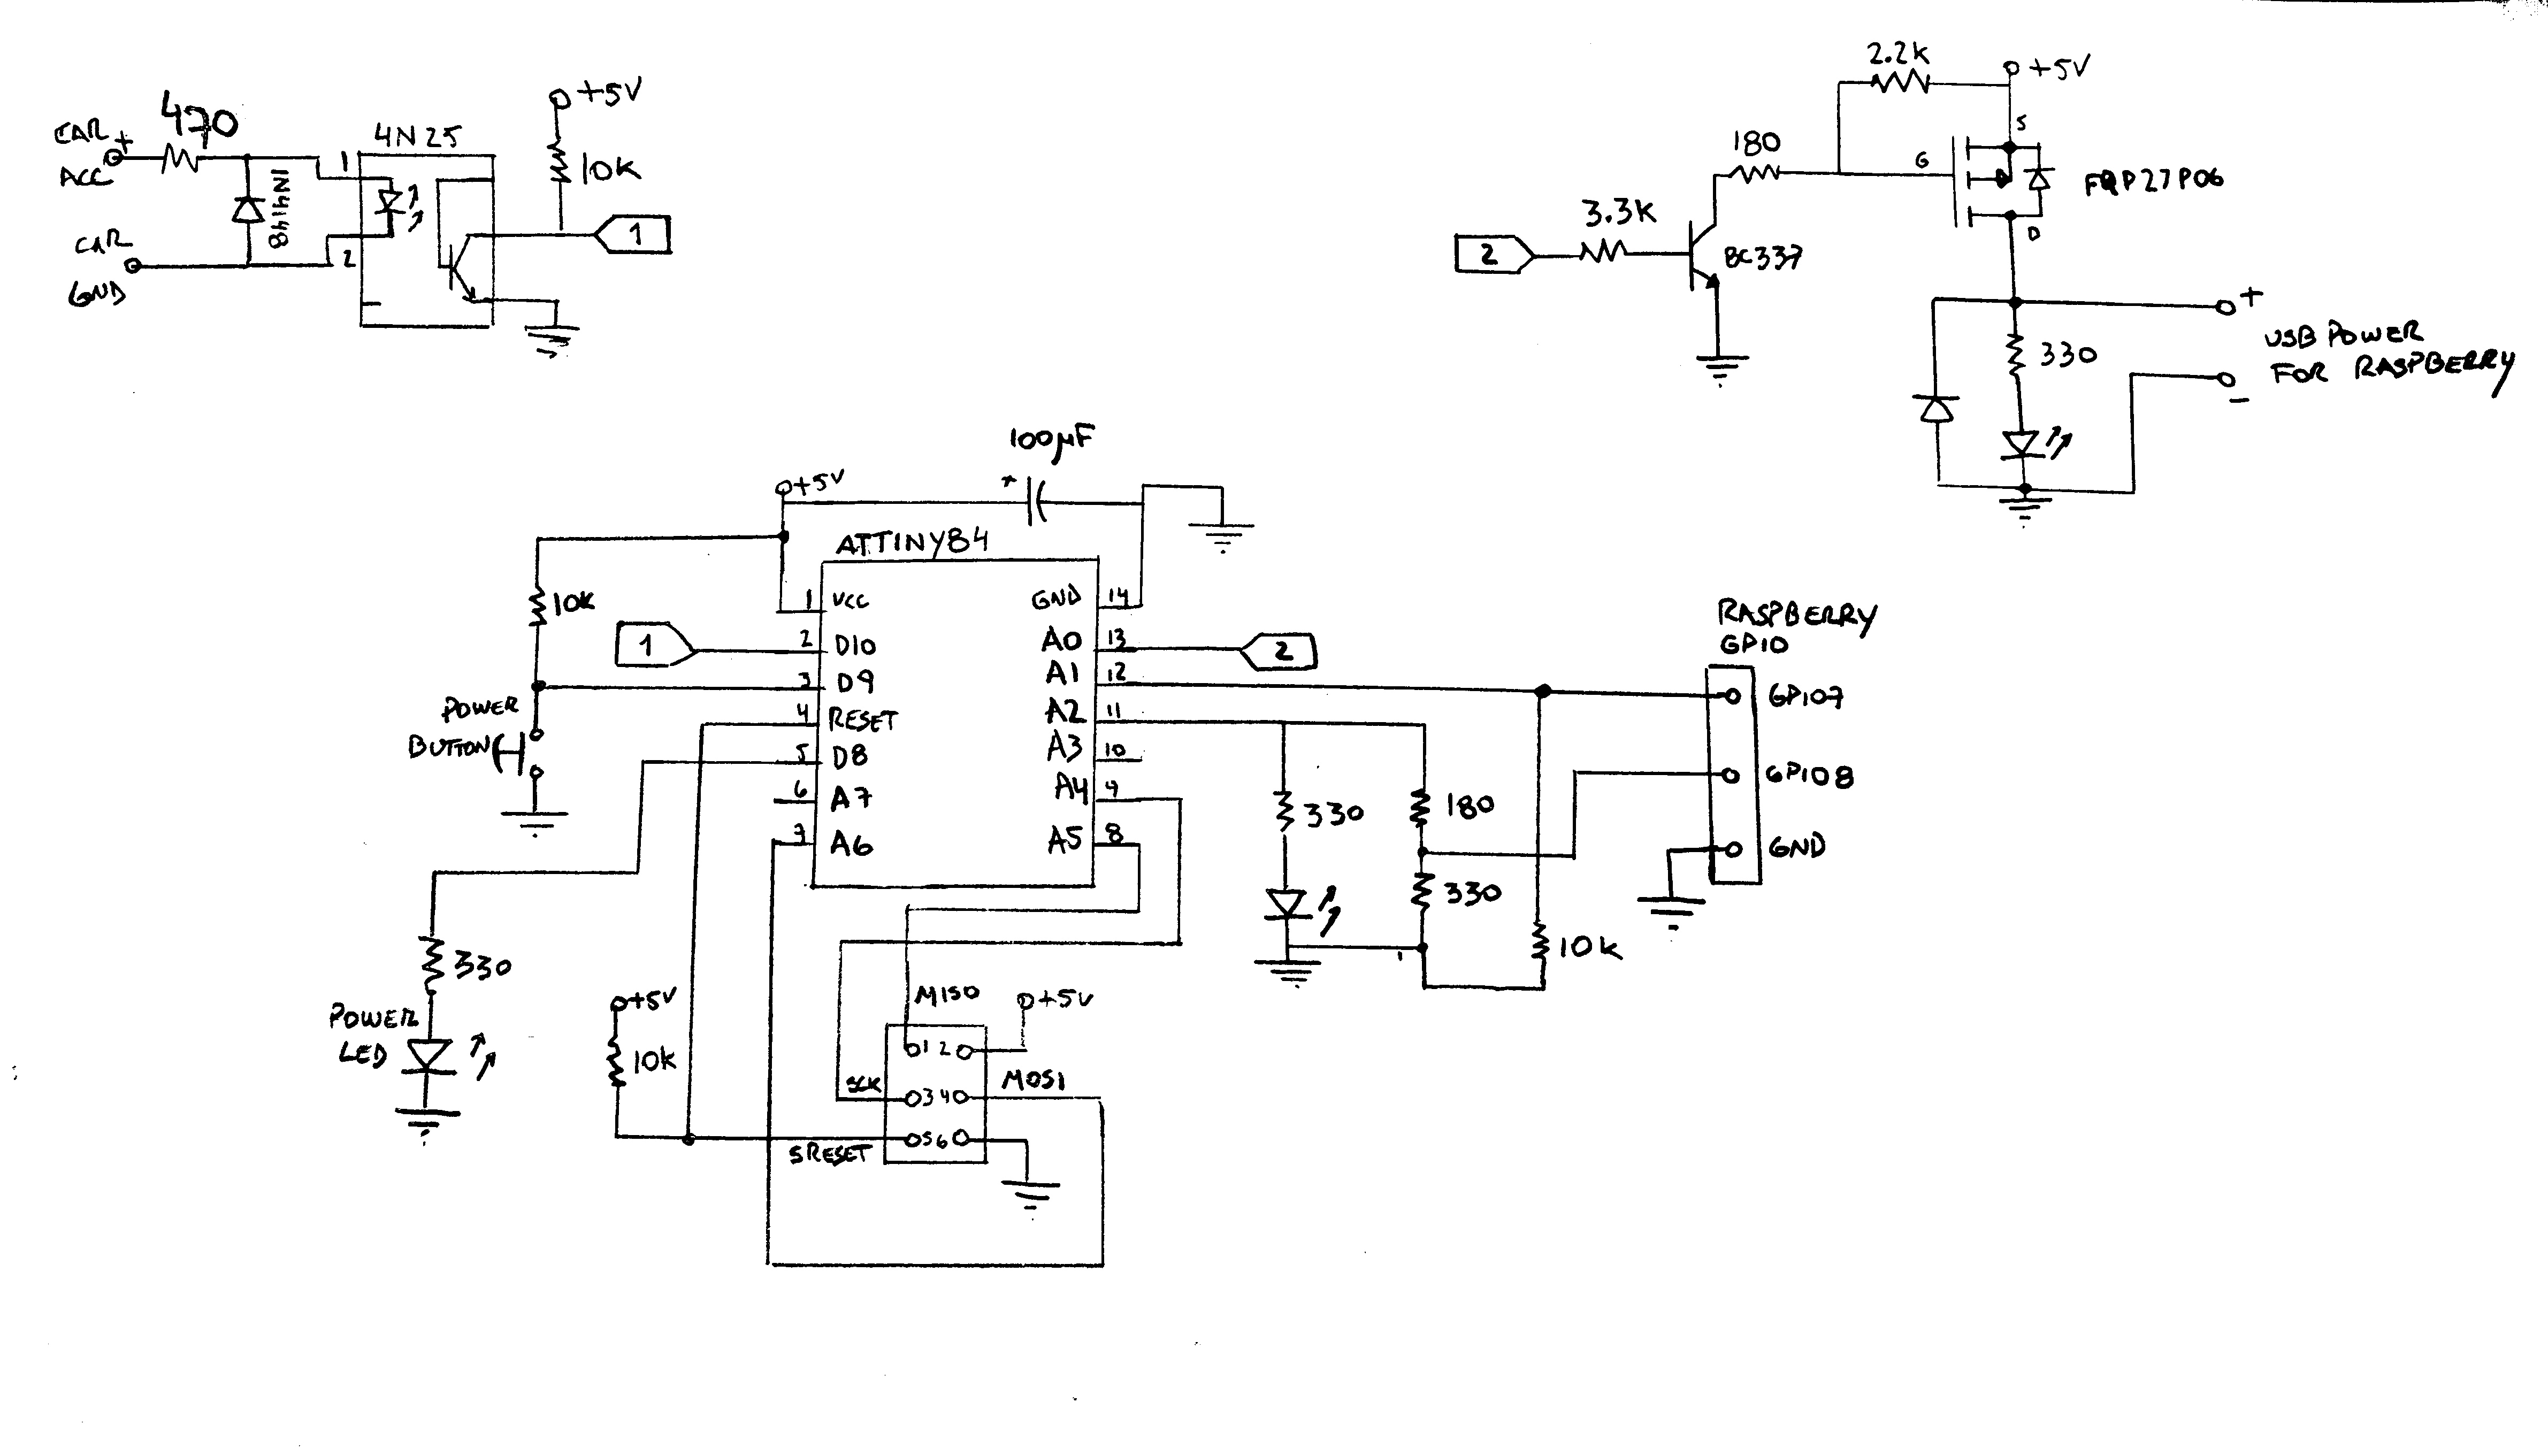 CAR +
ACC
470
1N4148
CAR
GND
4N25
1
2
+5V
10K
1
2
3.3K
BC337
180
2.2K
+5V
S
G
D
FQP27P06
330
+
USB POWER
FOR RASPBERRY
-
100µF
+
+5V
ATTINY84
10K
1
POWER
BUTTON
1 VCC
2 D10
3 D9
4 RESET
5 D8
6 A7
7 A6
GND 14
A0 13
A1 12
A2 11
A3 10
A4 9
A5 8
2
RASPBERRY
GPIO
GPIO7
GPIO8
GND
330
180
330
10K
330
POWER
LED
+5V
10K
MISO
+5V
1 2
SCK
3 4
MOSI
5 6
SRESET